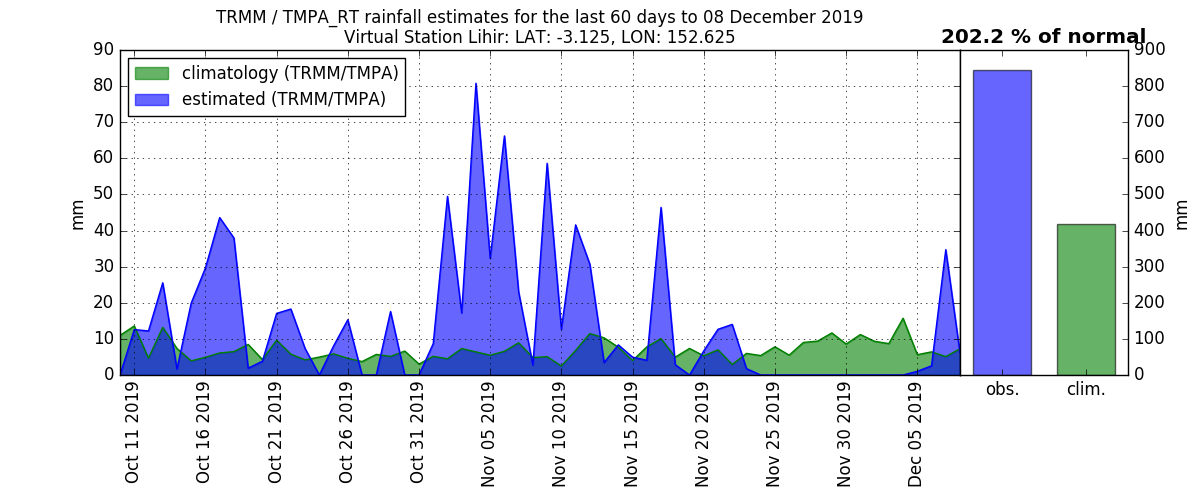 TRMM / TMPA_RT rainfall estimates for the last 60 days to 08 December 2019
Virtual Station Lihir: LAT: -3.125, LON: 152.625
202.2 % of normal
climatology (TRMM/TMPA)
estimated (TRMM/TMPA)
90
80
70
60
50
40
30
20
10
0
mm
Oct 11 2019
Oct 16 2019
Oct 21 2019
Oct 26 2019
Oct 31 2019
Nov 05 2019
Nov 10 2019
Nov 15 2019
Nov 20 2019
Nov 25 2019
Nov 30 2019
Dec 05 2019
obs.
clim.
900
800
700
600
500
400
300
200
100
0
mm